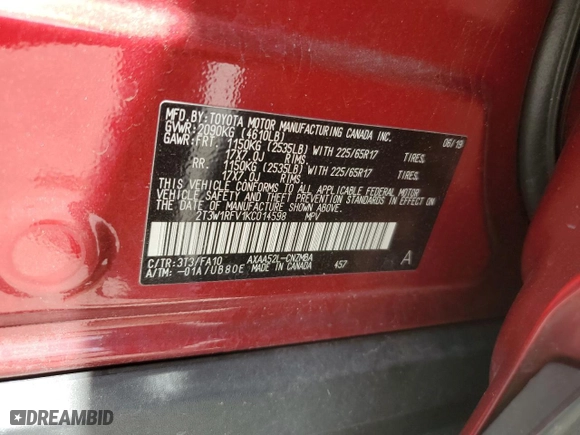 MFD. BY: TOYOTA MOTOR MANUFACTURING CANADA INC.
GVWR: 2090KG (4610LB) 06/19
GAWR: FRT. 1150KG (2535LB) WITH 225/65R17 TIRES,
17X7.0J RIMS,
RR. 1150KG (2535LB) WITH 225/65R17 TIRES,
17X7.0J RIMS,
THIS VEHICLE CONFORMS TO ALL APPLICABLE FEDERAL MOTOR
VEHICLE SAFETY AND THEFT PREVENTION STANDARDS IN EFFECT ON
THE DATE OF MANUFACTURE SHOWN ABOVE.
2T3W1RFV1KC014598 MPV
C/TR: 3T3/FA10 AXAA52L-CNZMBA A
A/TM: -01A/UB80E MADE IN CANADA 457
DREAMBID